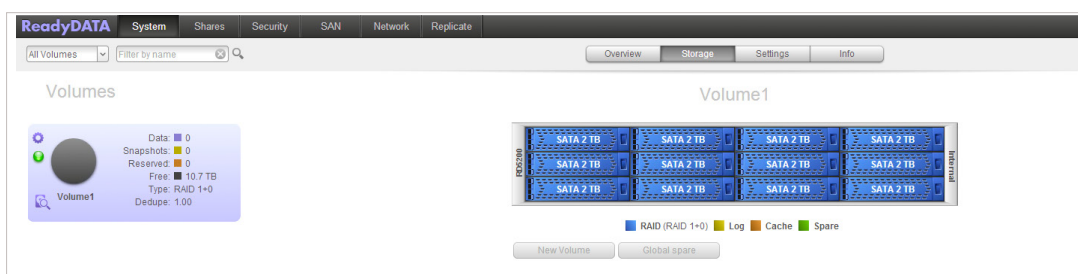 ReadyDATA System Shares Security SAN Network Replicate
All Volumes Filter by name Overview Storage Settings Info
Volumes
Volume1
Data: 0
Snapshots: 0
Reserved: 0
Free: 10.7 TB
Type: RAID 1+0
Dedupe: 1.00
Volume1
RD5200
SATA 2 TB SATA 2 TB SATA 2 TB SATA 2 TB
SATA 2 TB SATA 2 TB SATA 2 TB SATA 2 TB
SATA 2 TB SATA 2 TB SATA 2 TB SATA 2 TB
Internal
RAID (RAID 1+0) Log Cache Spare
New Volume Global spare